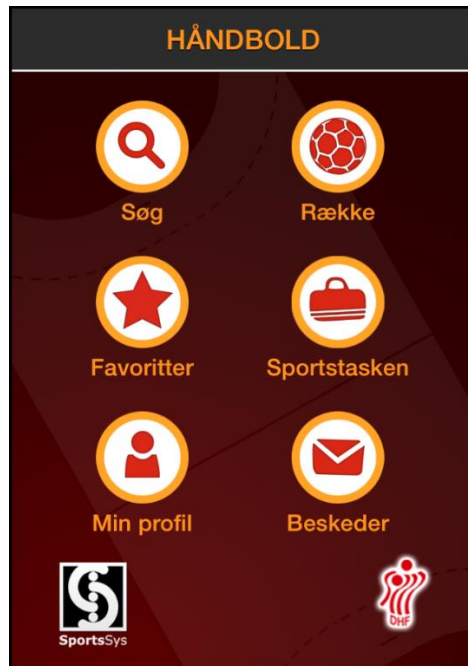 HÅNDBOLD
Søg
Række
Favoritter
Sportstasken
Min profil
Beskeder
SportsSys
DHF